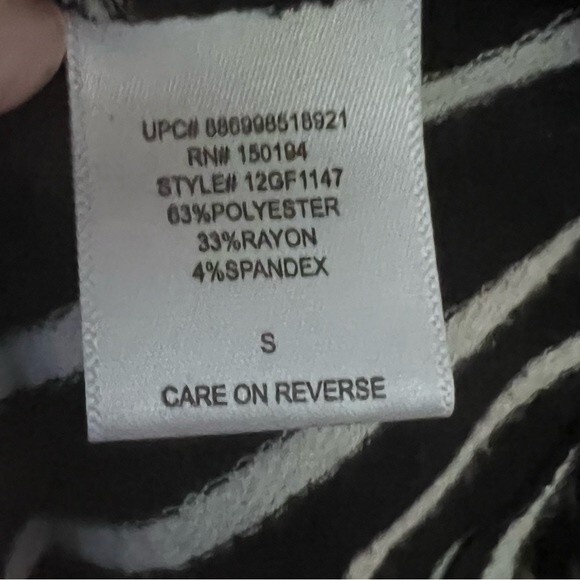 UPC# 886998518921
RN# 150194
STYLE# 12GF1147
63%POLYESTER
33%RAYON
4%SPANDEX
S
CARE ON REVERSE